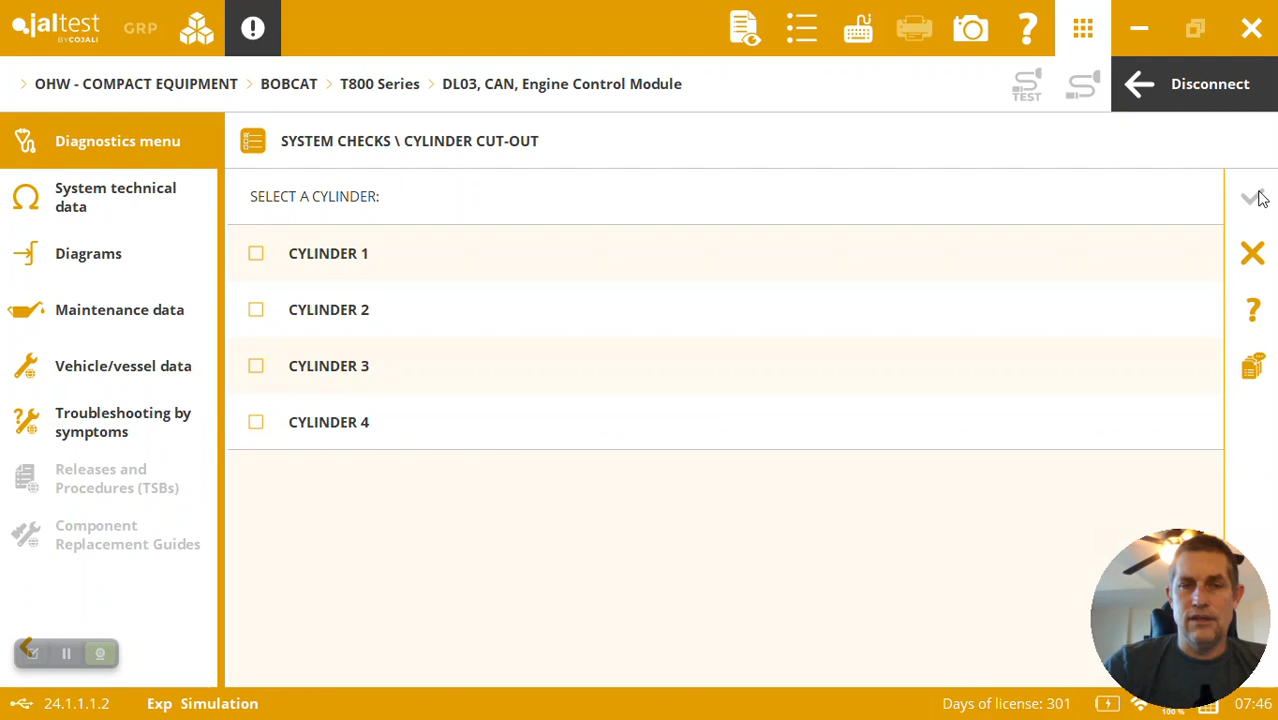 jaltest
BY COJALI
GRP
OHW - COMPACT EQUIPMENT
BOBCAT
T800 Series
DL03, CAN, Engine Control Module
TEST
Disconnect
Diagnostics menu
SYSTEM CHECKS \ CYLINDER CUT-OUT
System technical
data
SELECT A CYLINDER:
Diagrams
CYLINDER 1
Maintenance data
CYLINDER 2
Vehicle/vessel data
CYLINDER 3
Troubleshooting by
symptoms
CYLINDER 4
Releases and
Procedures (TSBs)
Component
Replacement Guides
24.1.1.1.2
Exp Simulation
Days of license: 301
100 %
07:46